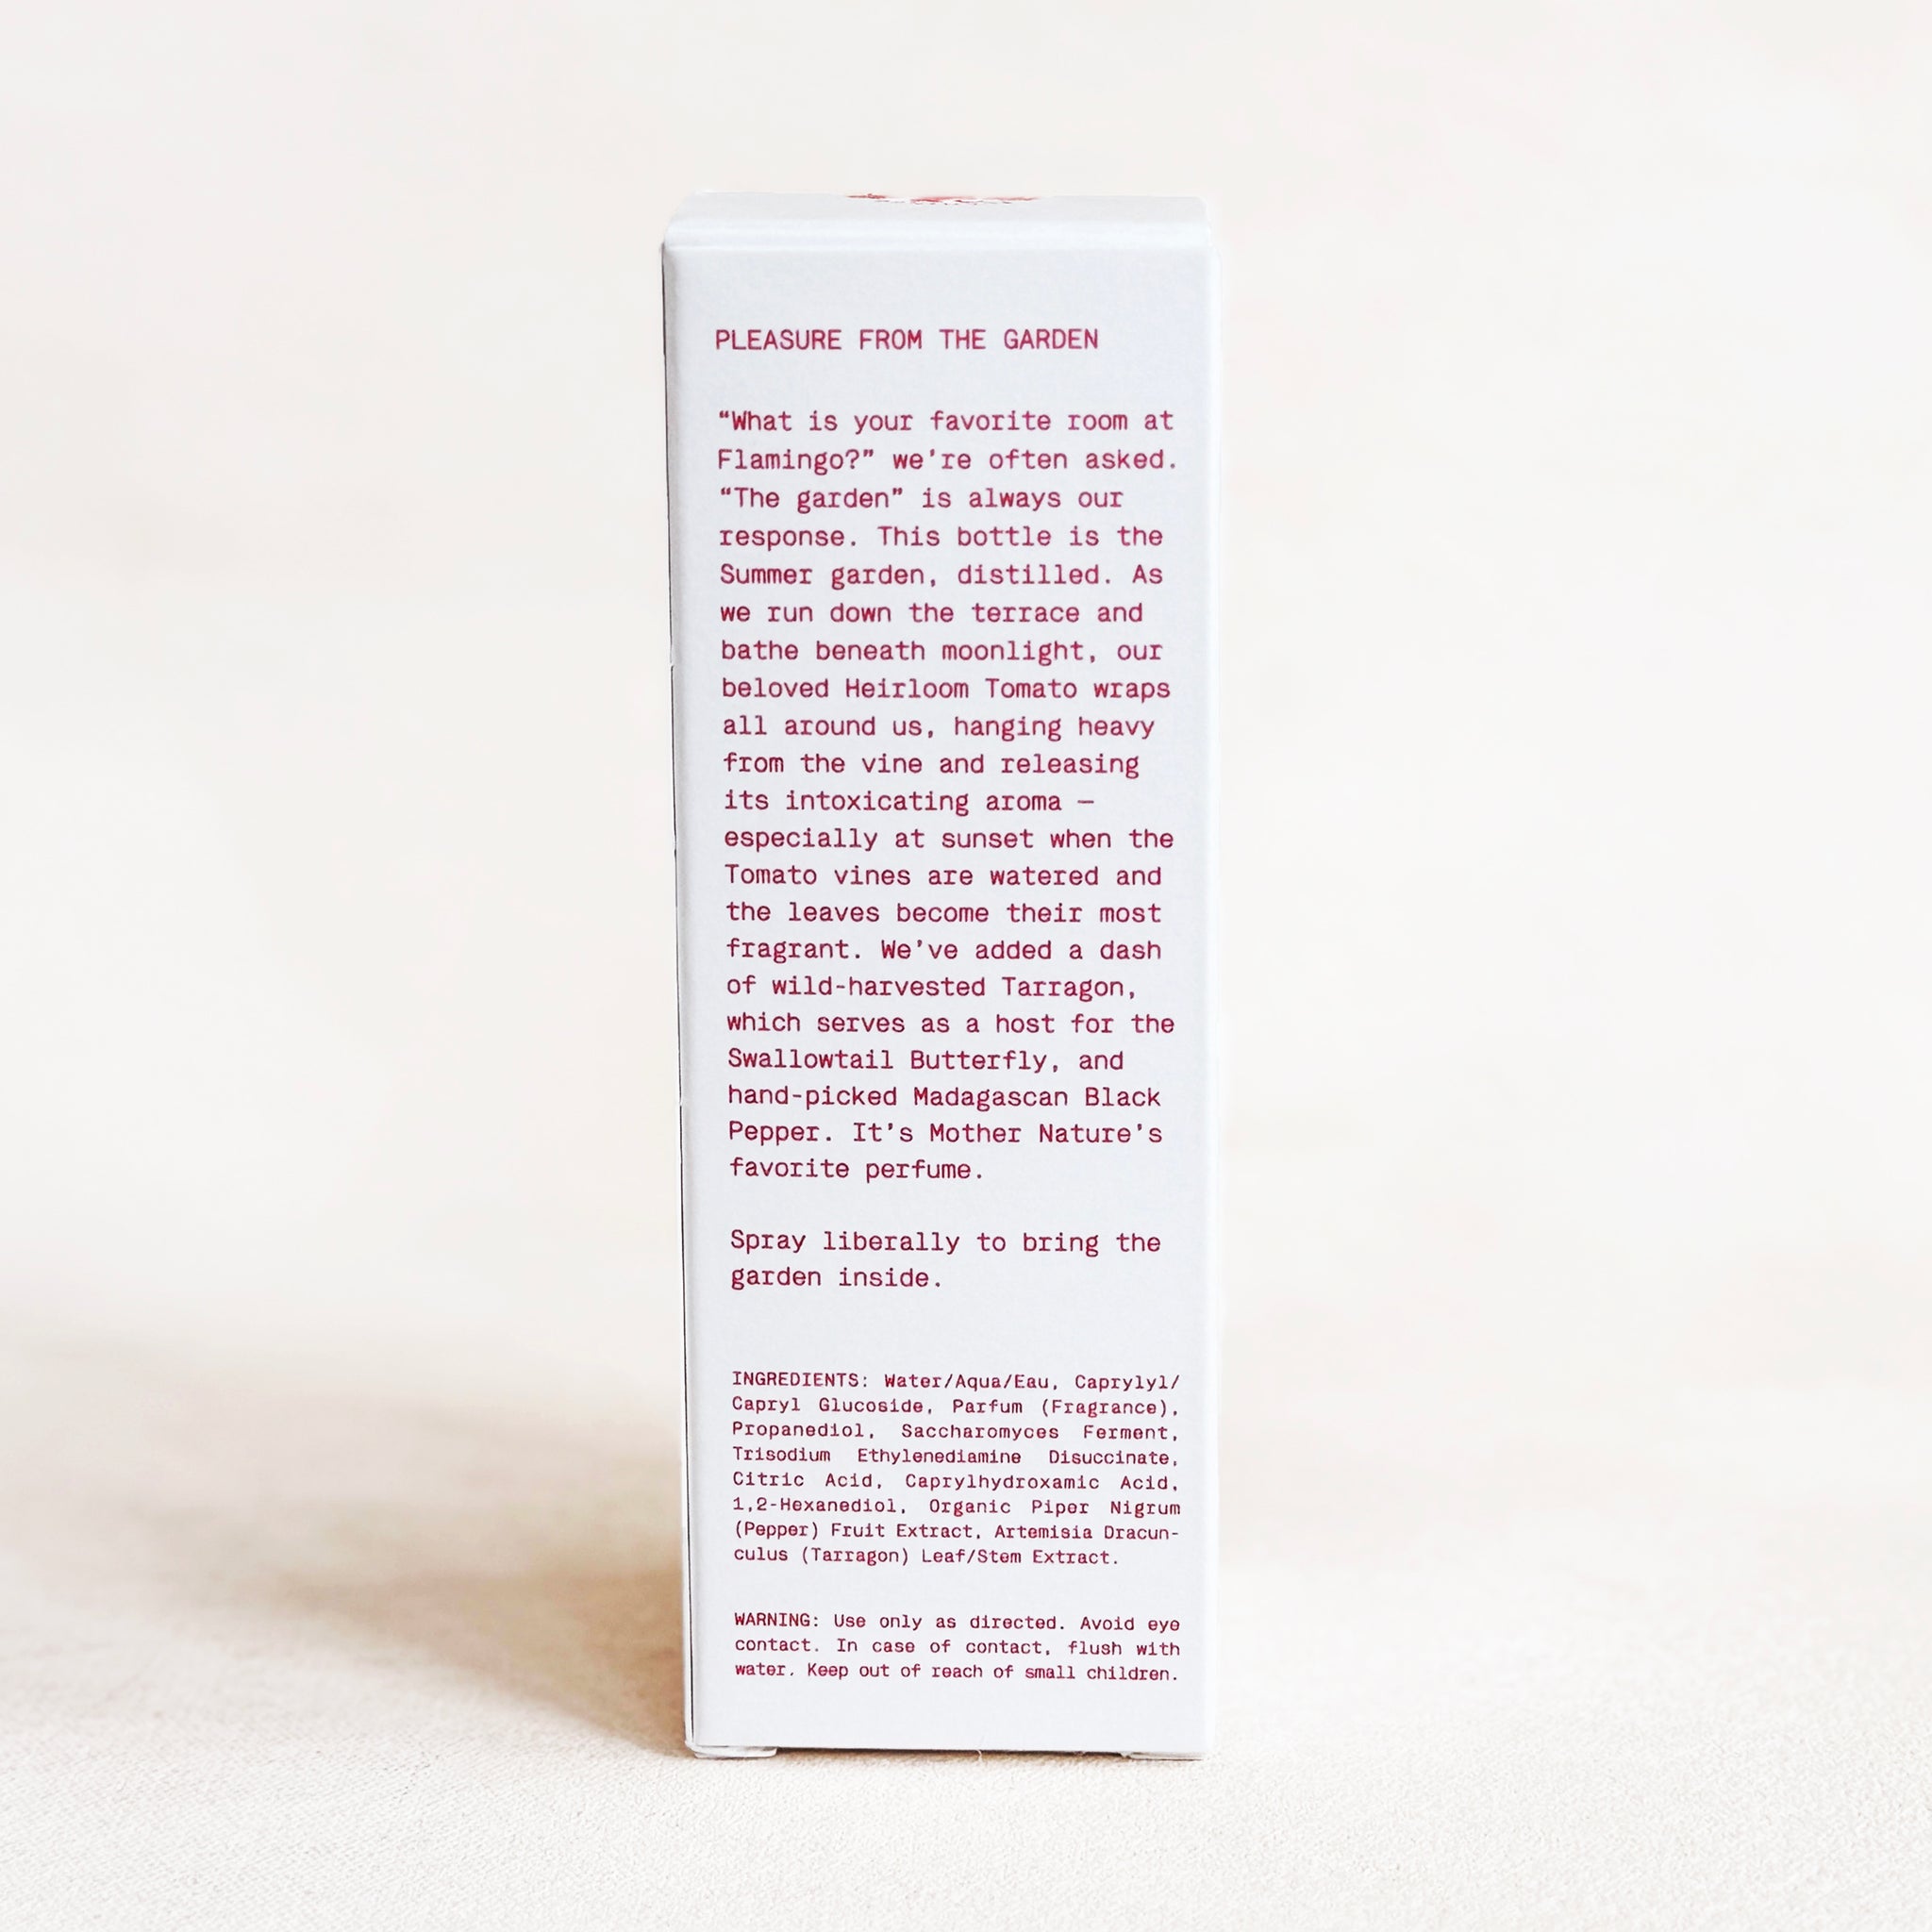 PLEASURE FROM THE GARDEN
“What is your favorite room at
Flamingo?” we’re often asked.
“The garden” is always our
response. This bottle is the
Summer garden, distilled. As
we run down the terrace and
bathe beneath moonlight, our
beloved Heirloom Tomato wraps
all around us, hanging heavy
from the vine and releasing
its intoxicating aroma —
especially at sunset when the
Tomato vines are watered and
the leaves become their most
fragrant. We’ve added a dash
of wild-harvested Tarragon,
which serves as a host for the
Swallowtail Butterfly, and
hand-picked Madagascan Black
Pepper. It’s Mother Nature’s
favorite perfume.
Spray liberally to bring the
garden inside.
INGREDIENTS: Water/Aqua/Eau, Caprylyl/
Capryl Glucoside, Parfum (Fragrance),
Propanediol, Saccharomyces Ferment,
Trisodium Ethylenediamine Disuccinate,
Citric Acid, Caprylhydroxamic Acid,
1,2-Hexanediol, Organic Piper Nigrum
(Pepper) Fruit Extract, Artemisia Dracun-
culus (Tarragon) Leaf/Stem Extract.
WARNING: Use only as directed. Avoid eye
contact. In case of contact, flush with
water. Keep out of reach of small children.